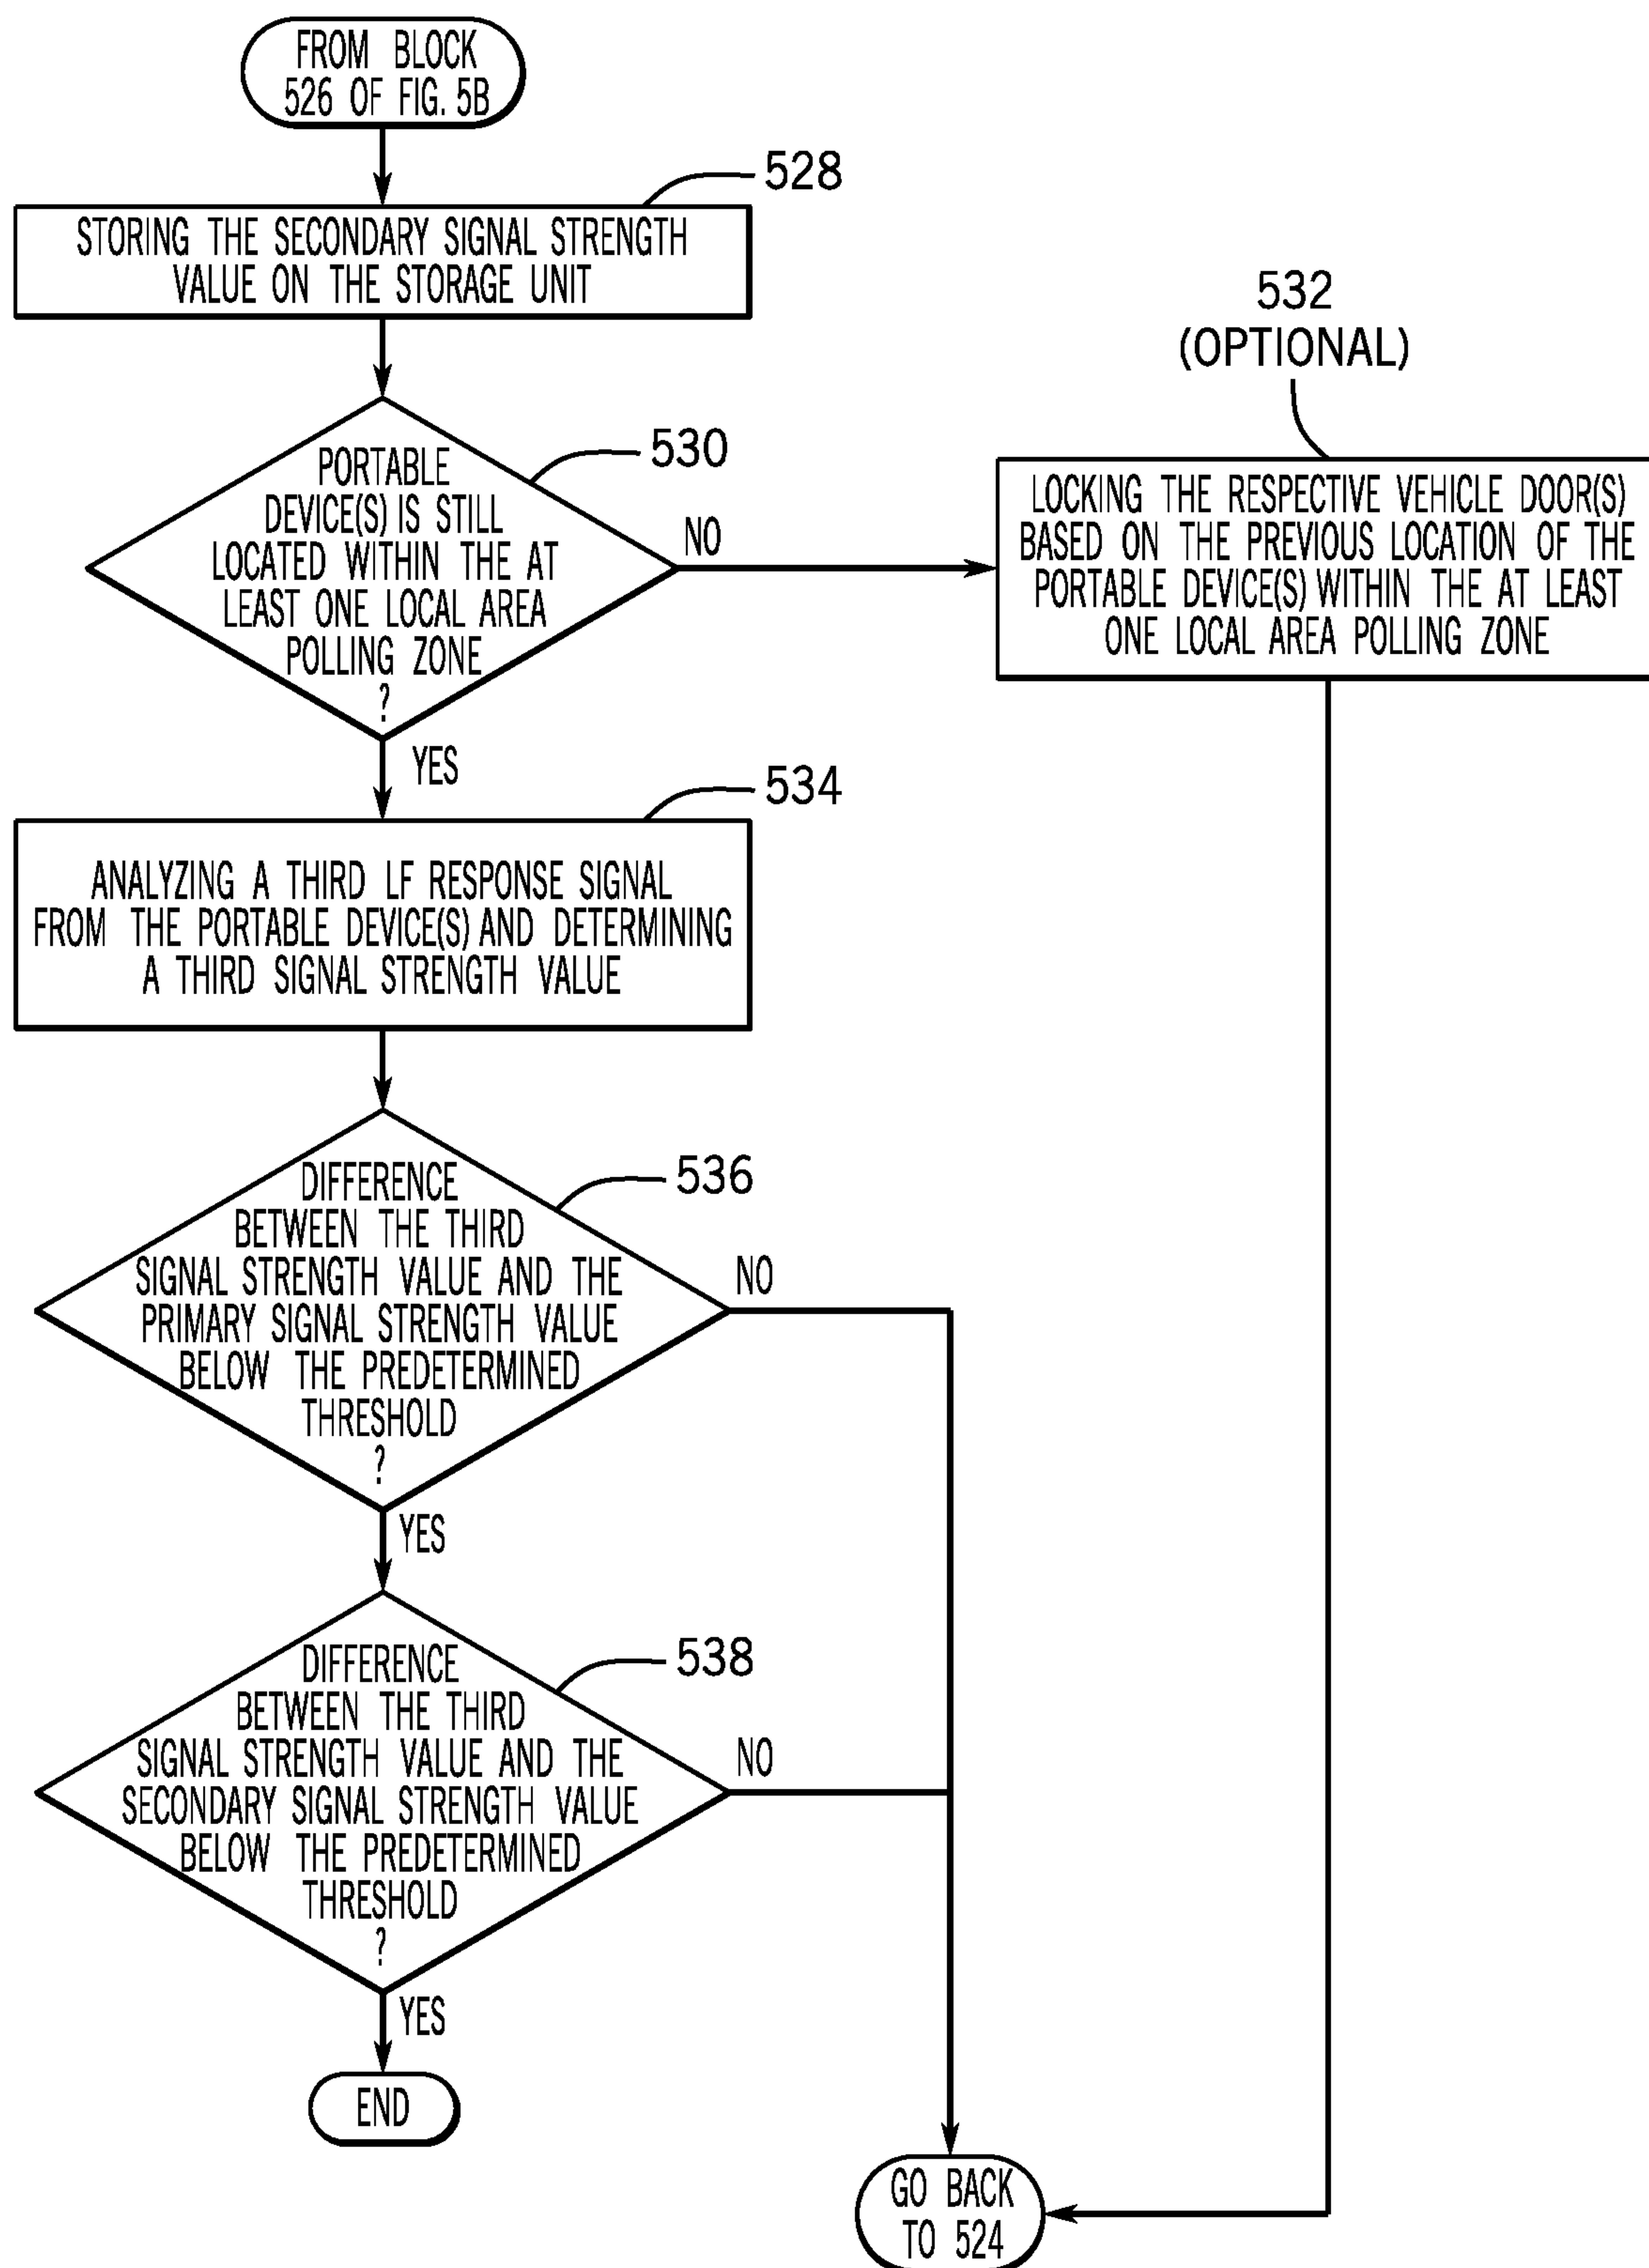 FROM BLOCK
526 OF FIG. 5B
528
STORING THE SECONDARY SIGNAL STRENGTH
VALUE ON THE STORAGE UNIT
530
PORTABLE
DEVICE(S) IS STILL
LOCATED WITHIN THE AT
LEAST ONE LOCAL AREA
POLLING ZONE
?
NO
532
(OPTIONAL)
LOCKING THE RESPECTIVE VEHICLE DOOR(S)
BASED ON THE PREVIOUS LOCATION OF THE
PORTABLE DEVICE(S) WITHIN THE AT LEAST
ONE LOCAL AREA POLLING ZONE
YES
534
ANALYZING A THIRD LF RESPONSE SIGNAL
FROM THE PORTABLE DEVICE(S) AND DETERMINING
A THIRD SIGNAL STRENGTH VALUE
536
DIFFERENCE
BETWEEN THE THIRD
SIGNAL STRENGTH VALUE AND THE
PRIMARY SIGNAL STRENGTH VALUE
BELOW THE PREDETERMINED
THRESHOLD
?
NO
YES
538
DIFFERENCE
BETWEEN THE THIRD
SIGNAL STRENGTH VALUE AND THE
SECONDARY SIGNAL STRENGTH VALUE
BELOW THE PREDETERMINED
THRESHOLD
?
NO
YES
END
GO BACK
TO 524